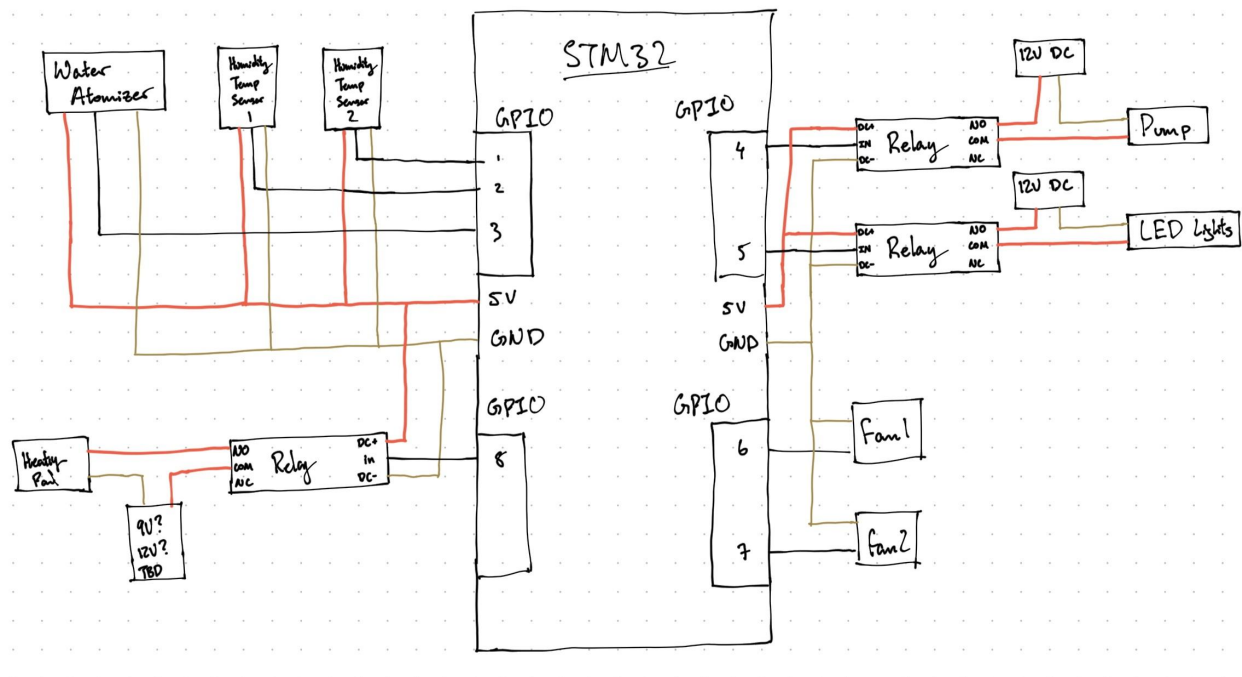 STM32
Water
Atomizer
Humidity
Temp
Sensor
1
Humidity
Temp
Sensor
2
GPIO
1
2
3
5V
GND
GPIO
8
Heating
Pad
9V?
12V?
TBD
NO
COM
NC
Relay
DC+
in
DC-
GPIO
4
5
5V
GND
GPIO
6
7
DC+
IN
DC-
Relay
NO
COM
NC
12V DC
Pump
DC+
IN
DC-
Relay
NO
COM
NC
12V DC
LED Lights
Fan1
Fan2